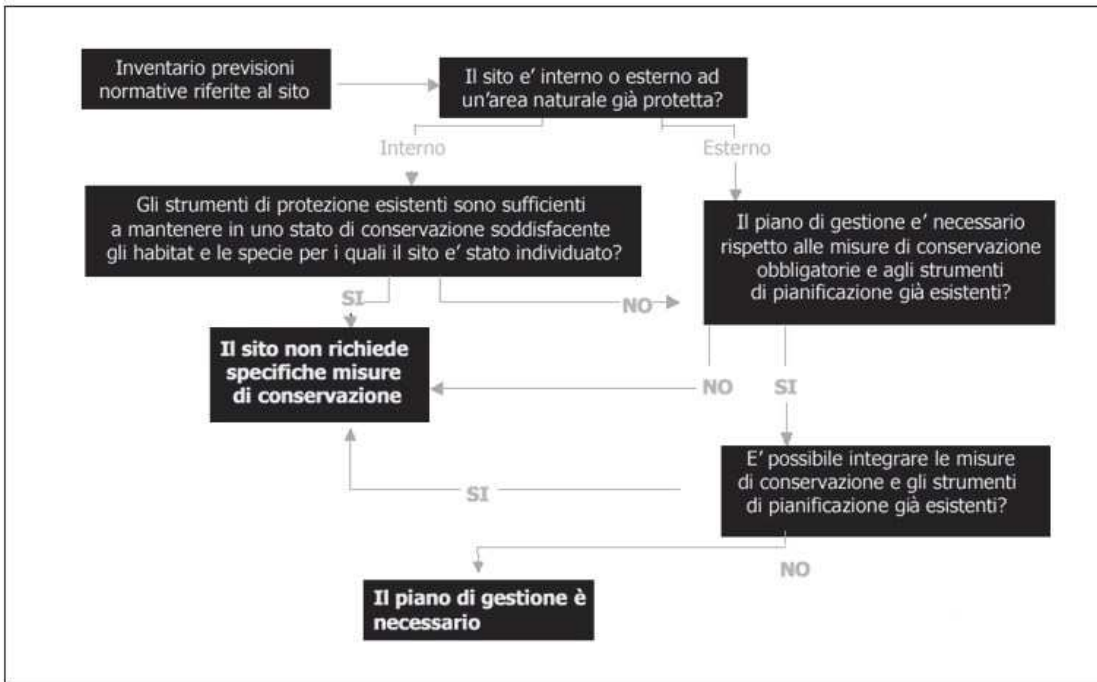 Inventario previsioni
normative riferite al sito
Il sito e' interno o esterno ad
un'area naturale già protetta?
Interno
Esterno
Gli strumenti di protezione esistenti sono sufficienti
a mantenere in uno stato di conservazione soddisfacente
gli habitat e le specie per i quali il sito e' stato individuato?
Il piano di gestione e' necessario
rispetto alle misure di conservazione
obbligatorie e agli strumenti
di pianificazione già esistenti?
SI
NO
Il sito non richiede
specifiche misure
di conservazione
NO
SI
E' possibile integrare le misure
di conservazione e gli strumenti
di pianificazione già esistenti?
SI
NO
Il piano di gestione è
necessario